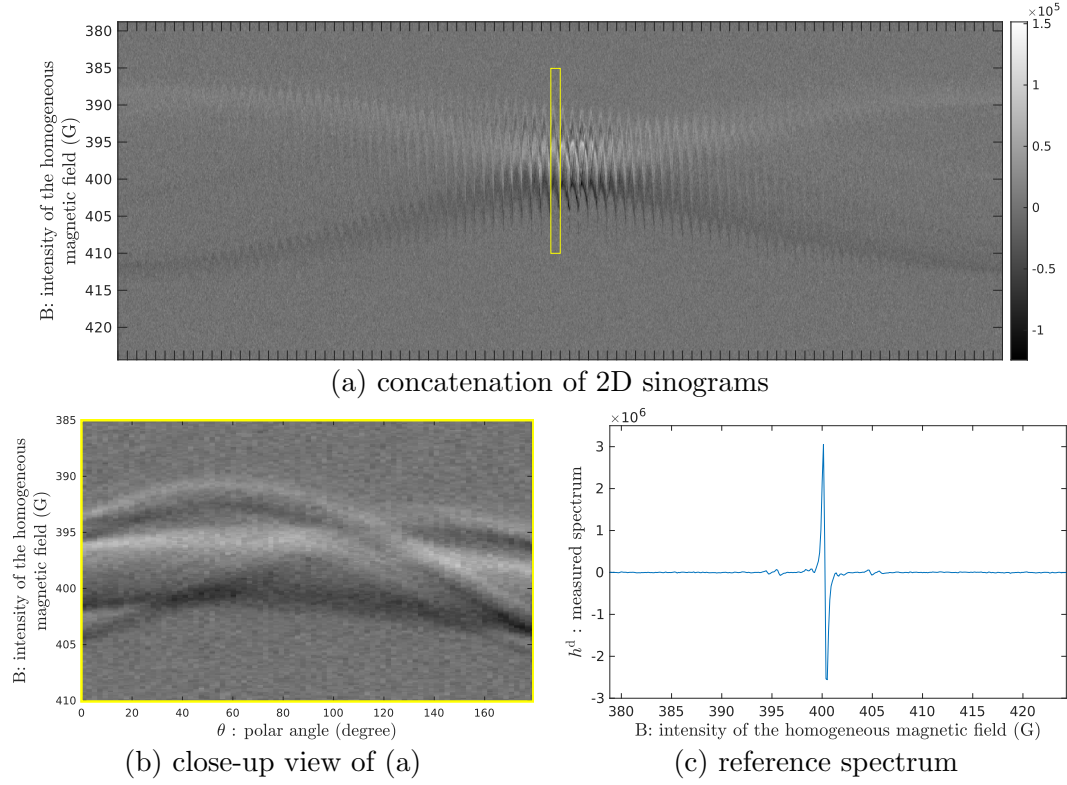 ×10⁵
380
385
390
395
400
405
410
415
420
B: intensity of the homogeneous
magnetic field (G)
1.5
1
0.5
0
-0.5
-1
(a) concatenation of 2D sinograms
385
390
395
400
405
410
B: intensity of the homogeneous
magnetic field (G)
0 20 40 60 80 100 120 140 160
θ : polar angle (degree)
(b) close-up view of (a)
×10⁶
3
2
1
0
-1
-2
-3
hᵈ : measured spectrum
380 385 390 395 400 405 410 415 420
B: intensity of the homogeneous magnetic field (G)
(c) reference spectrum